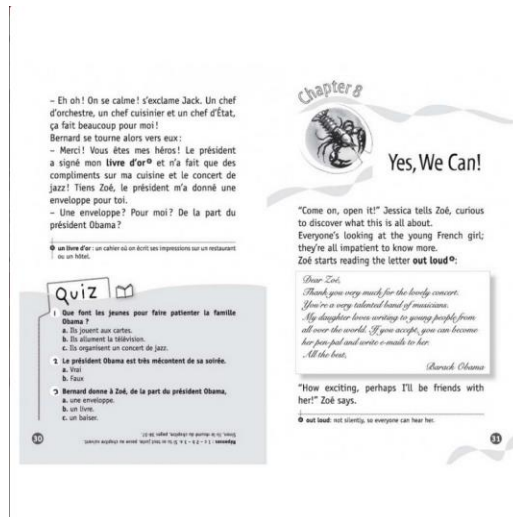 – Eh oh ! On se calme ! s'exclame Jack. Un chef
d'orchestre, un chef cuisinier et un chef d'État,
ça fait beaucoup pour moi !
Bernard se tourne alors vers eux :
– Merci ! Vous êtes mes héros ! Le président
a signé mon livre d'or❶ et n'a fait que des
compliments sur ma cuisine et le concert de
jazz ! Tiens Zoé, le président m'a donné une
enveloppe pour toi.
– Une enveloppe ? Pour moi ? De la part du
président Obama ?
❶ un livre d'or : un cahier où on écrit ses impressions sur un restaurant
ou un hôtel.
Quiz
1 Que font les jeunes pour faire patienter la famille
Obama ?
a. Ils jouent aux cartes.
b. Ils allument la télévision.
c. Ils organisent un concert de jazz.
2 Le président Obama est très mécontent de sa soirée.
a. Vrai
b. Faux
3 Bernard donne à Zoé, de la part du président Obama,
a. une enveloppe.
b. un livre.
c. un baiser.
30
Chapter 8
Yes, We Can!
"Come on, open it!" Jessica tells Zoé, curious
to discover what this is all about.
Everyone's looking at the young French girl;
they're all impatient to know more.
Zoé starts reading the letter out loud❶:
Dear Zoé,
Thank you very much for the lovely concert.
You're a very talented band of musicians.
My daughter loves writing to young people from
all over the world. If you accept, you can become
her pen-pal and write e-mails to her.
All the best,
Barack Obama
"How exciting, perhaps I'll be friends with
her!" Zoé says.
❶ out loud: not silently, so everyone can hear her.
31